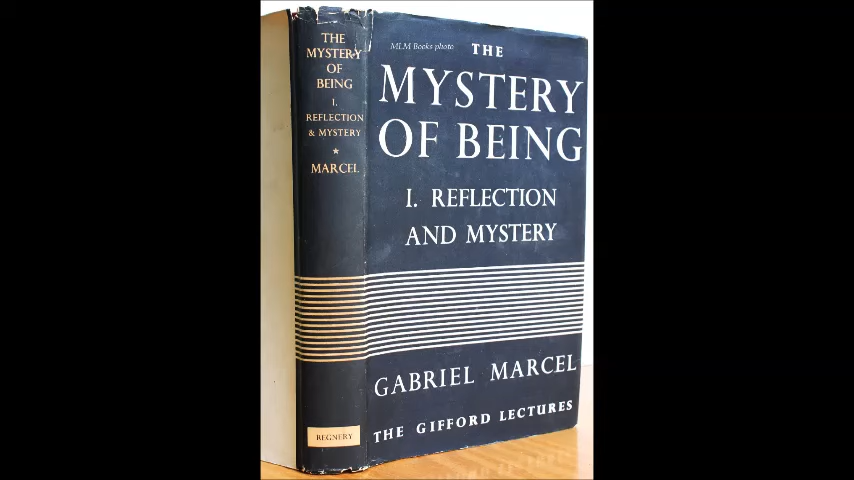 THE
MYSTERY
OF
BEING
I.
REFLECTION
& MYSTERY
*
MARCEL
REGNERY
MLM Books photo
THE
MYSTERY
OF BEING
I. REFLECTION
AND MYSTERY
GABRIEL MARCEL
THE GIFFORD LECTURES